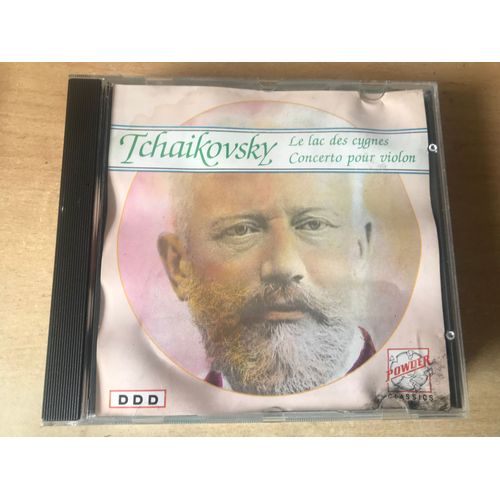 Tchaikovsky
Le lac des cygnes
Concerto pour violon
DDD
POWDER
CLASSICS